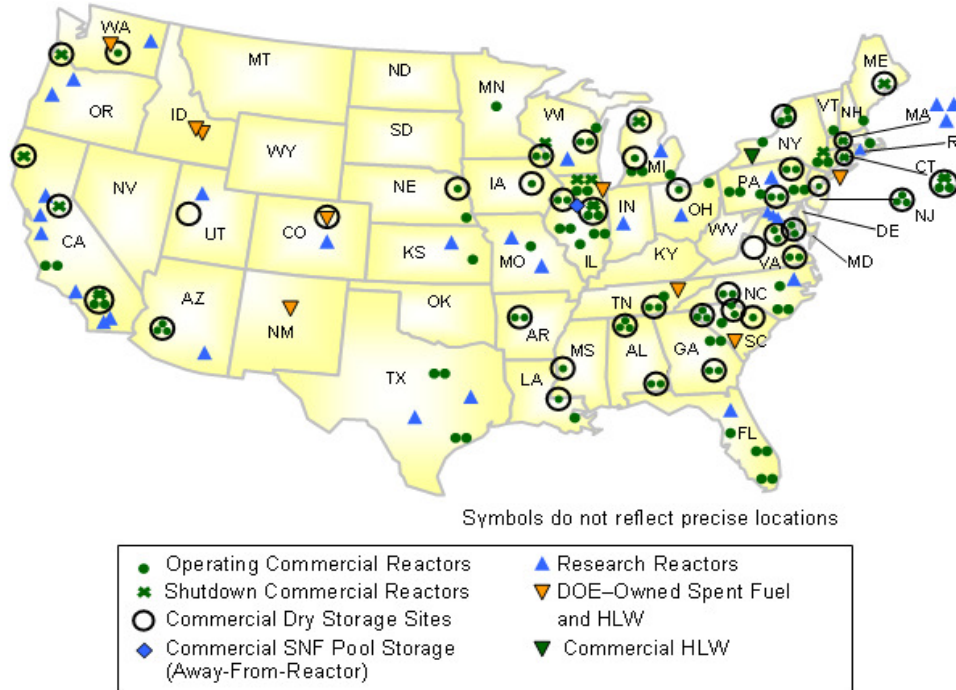 WA
MT
ND
MN
ME
VT
NH
OR
ID
SD
WI
MI
NY
MA
R
WY
CT
NV
NE
IA
PA
NJ
UT
CO
IL
IN
OH
WV
DE
CA
KS
MO
KY
VA
MD
AZ
NM
OK
AR
TN
NC
SC
TX
LA
MS
AL
GA
FL
Symbols do not reflect precise locations
Operating Commercial Reactors
Shutdown Commercial Reactors
Commercial Dry Storage Sites
Commercial SNF Pool Storage
(Away-From-Reactor)
Research Reactors
DOE–Owned Spent Fuel
and HLW
Commercial HLW